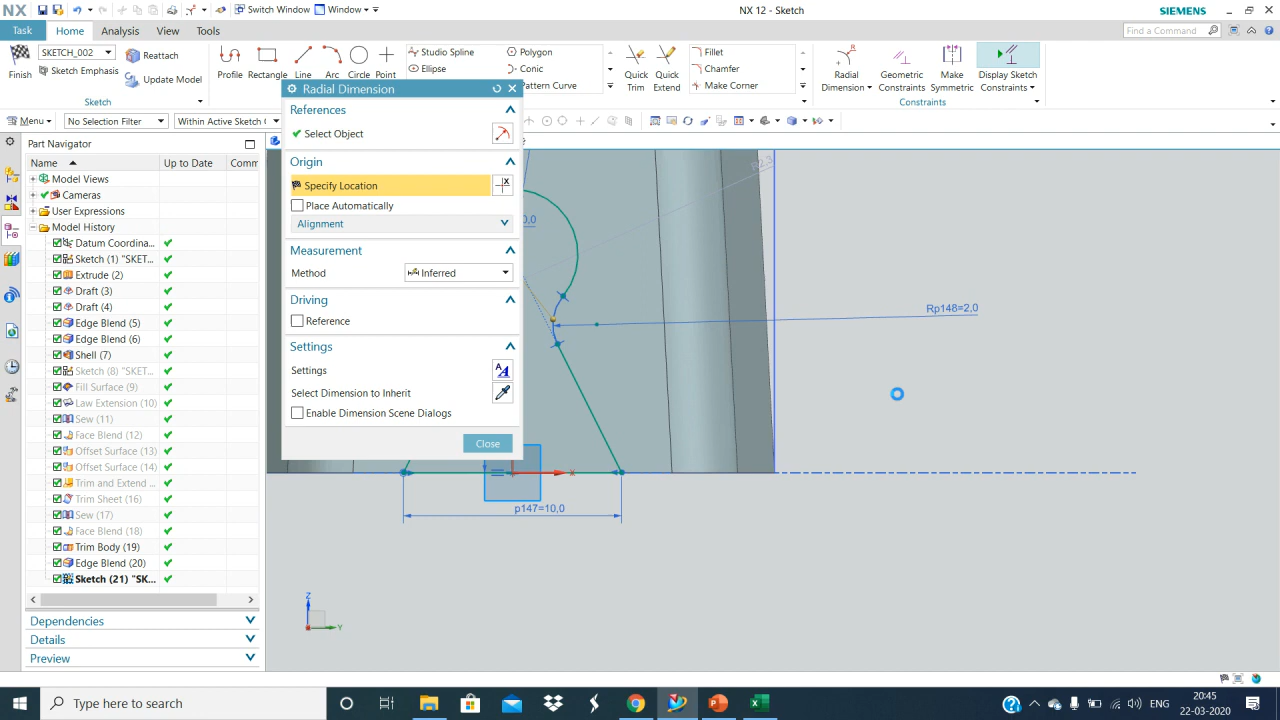 NX
Switch Window
Window
NX 12 - Sketch
SIEMENS
Task
Home
Analysis
View
Tools
Constraints
Find a Command
SKETCH_002
Finish
Sketch Emphasis
Reattach
Update Model
Profile
Rectangle
Line
Arc
Circle
Point
Studio Spline
Ellipse
Polygon
Conic
Pattern Curve
Quick Trim
Quick Extend
Fillet
Chamfer
Make Corner
Radial Dimension
Geometric Constraints
Make Symmetric
Display Sketch Constraints
Sketch
Constraints
Menu
No Selection Filter
Within Active Sketch
Part Navigator
Name
Up to Date
Comm
Model Views
Cameras
User Expressions
Model History
Datum Coordina...
Sketch (1) "SKET...
Extrude (2)
Draft (3)
Draft (4)
Edge Blend (5)
Edge Blend (6)
Shell (7)
Sketch (8) "SKET...
Fill Surface (9)
Law Extension (10)
Sew (11)
Face Blend (12)
Offset Surface (13)
Offset Surface (14)
Trim and Extend
Trim Sheet (16)
Sew (17)
Face Blend (18)
Trim Body (19)
Edge Blend (20)
Sketch (21) "SK...
Dependencies
Details
Preview
Radial Dimension
References
Select Object
Origin
Specify Location
Place Automatically
Alignment
Measurement
Method
Inferred
Driving
Reference
Settings
Settings
Select Dimension to Inherit
Enable Dimension Scene Dialogs
Close
R2,3
0,0
Rp148=2,0
X
p147=10,0
Z
Y
Type here to search
ENG
20:45
22-03-2020